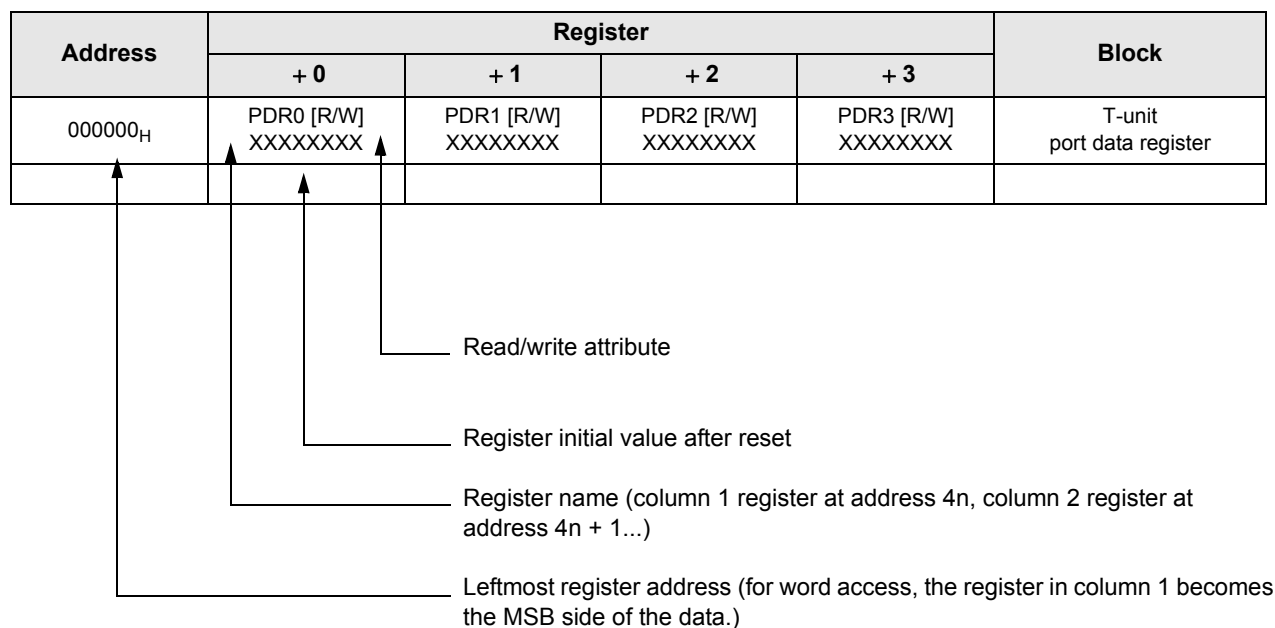 Address Register Block
+ 0 + 1 + 2 + 3
000000H PDR0 [R/W] PDR1 [R/W] PDR2 [R/W] PDR3 [R/W] T-unit
XXXXXXXX XXXXXXXX XXXXXXXX XXXXXXXX port data register
Read/write attribute
Register initial value after reset
Register name (column 1 register at address 4n, column 2 register at
address 4n + 1...)
Leftmost register address (for word access, the register in column 1 becomes
the MSB side of the data.)